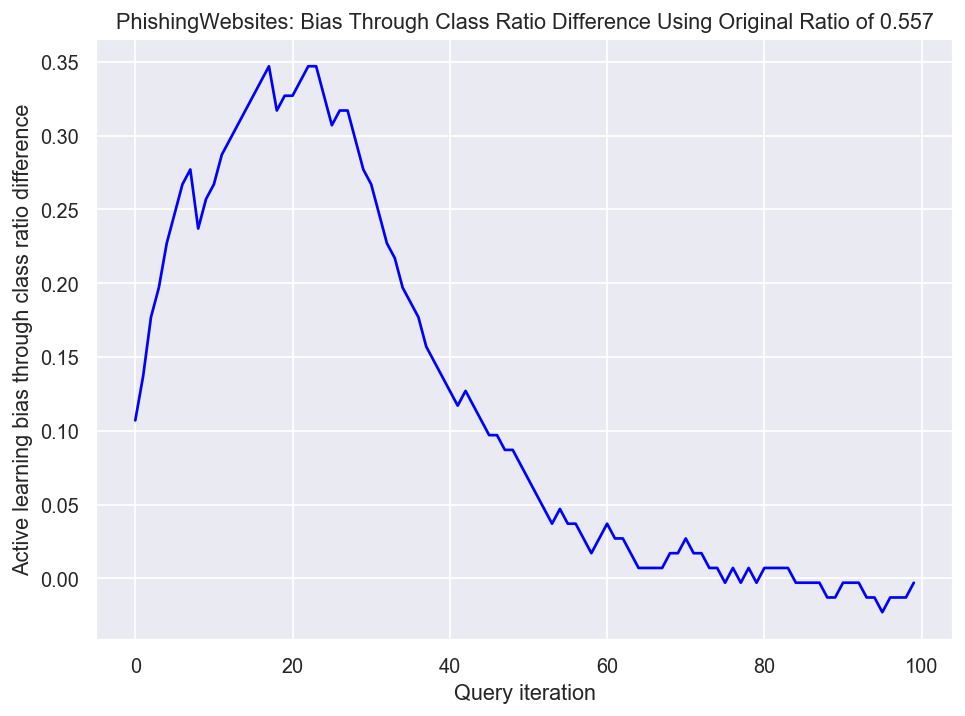 PhishingWebsites: Bias Through Class Ratio Difference Using Original Ratio of 0.557
Active learning bias through class ratio difference
0.35
0.30
0.25
0.20
0.15
0.10
0.05
0.00
0 20 40 60 80 100
Query iteration